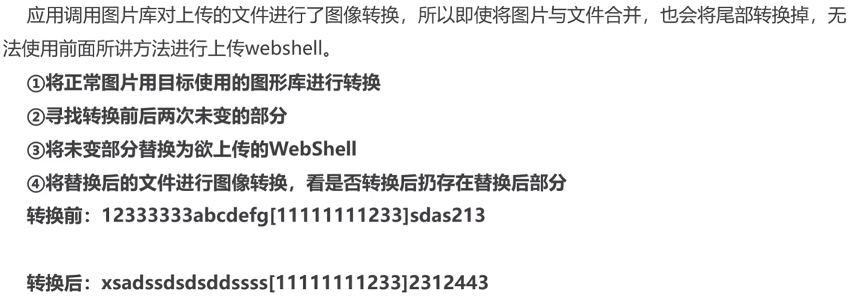 应用调用图片库对上传的文件进行了图像转换，所以即使将图片与文件合并，也会将尾部转换掉，无
法使用前面所讲方法进行上传webshell。
①将正常图片用目标使用的图形库进行转换
②寻找转换前后两次未变的部分
③将未变部分替换为欲上传的WebShell
④将替换后的文件进行图像转换，看是否转换后扔存在替换后部分
转换前：12333333abcdefg[11111111233]sdas213
转换后：xsadssdsdsddssss[11111111233]2312443